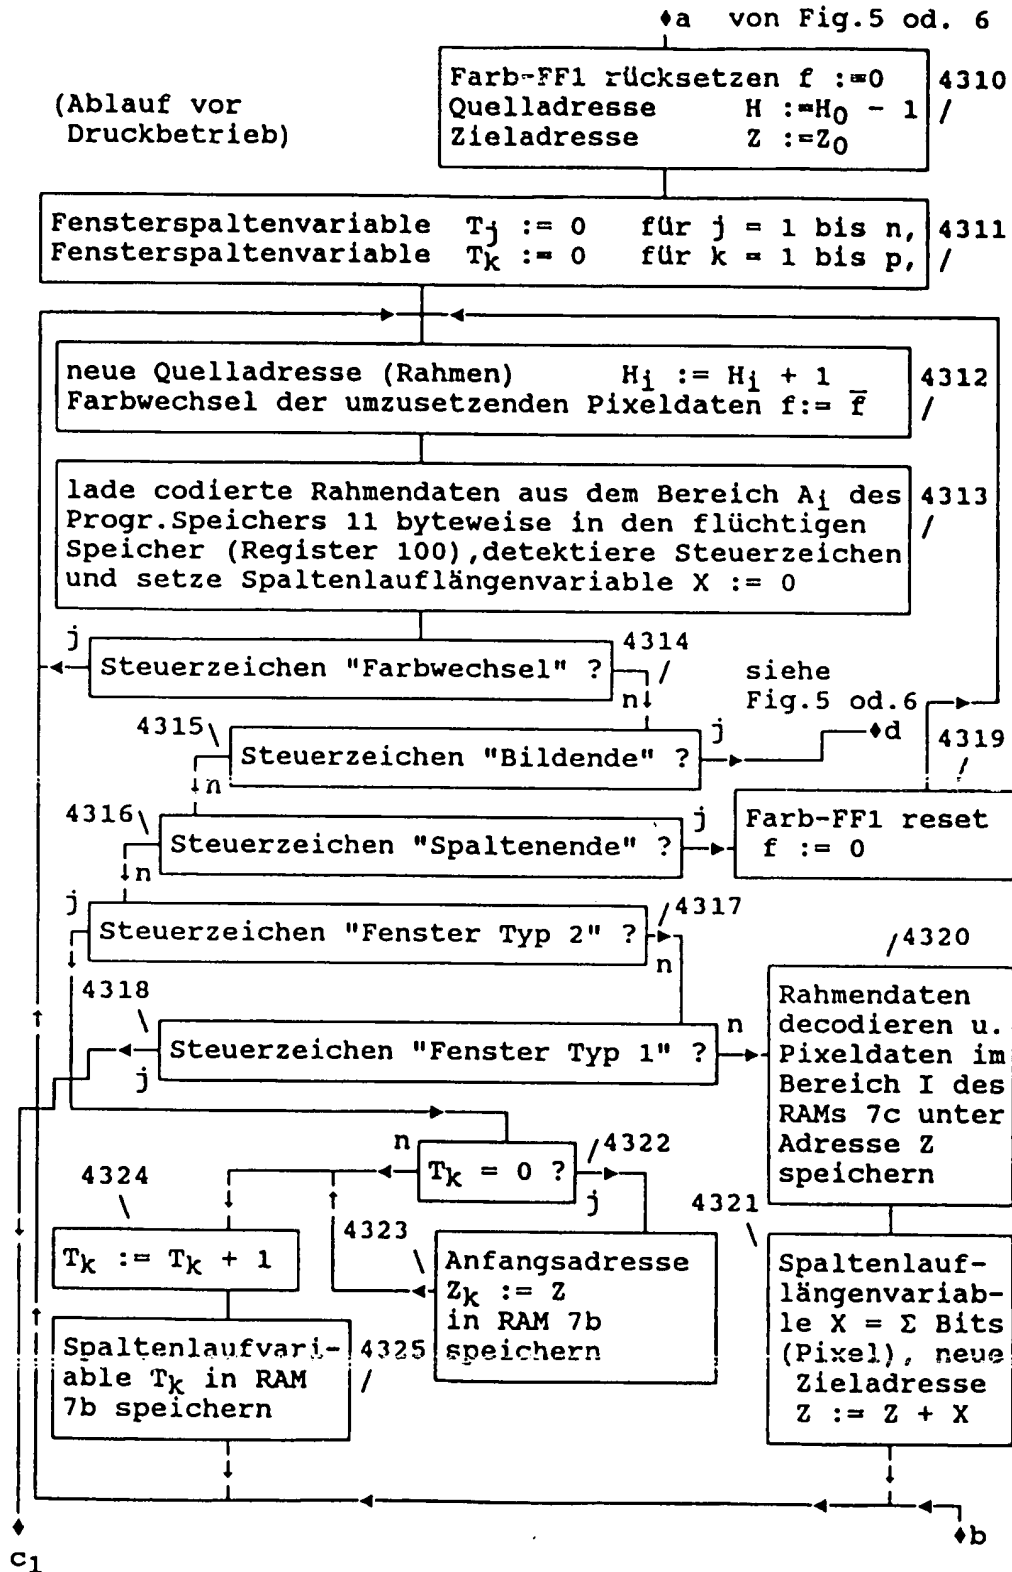 ♦a von Fig.5 od. 6
(Ablauf vor
Druckbetrieb)
Farb-FF1 rücksetzen f :=0
Quelladresse H :=H0 - 1
Zieladresse Z :=Z0
4310
/
Fensterspaltenvariable Tj := 0 für j = 1 bis n,
Fensterspaltenvariable Tk := 0 für k = 1 bis p,
4311
/
neue Quelladresse (Rahmen) Hi := Hi + 1
Farbwechsel der umzusetzenden Pixeldaten f:= f̅
4312
/
lade codierte Rahmendaten aus dem Bereich Ai des
Progr.Speichers 11 byteweise in den flüchtigen
Speicher (Register 100),detektiere Steuerzeichen
und setze Spaltenlauflängenvariable X := 0
4313
/
j
Steuerzeichen "Farbwechsel" ?
4314
/
n
siehe
Fig.5 od.6
♦d
4315\
Steuerzeichen "Bildende" ?
j
n
4319
/
4316\
Steuerzeichen "Spaltenende" ?
j
n
Farb-FF1 reset
f := 0
j
Steuerzeichen "Fenster Typ 2" ?
/4317
n
4318
\
Steuerzeichen "Fenster Typ 1" ?
j
n
/4320
Rahmendaten
decodieren u.
Pixeldaten im
Bereich I des
RAMs 7c unter
Adresse Z
speichern
n
Tk = 0 ?
/4322
j
4324
\
Tk := Tk + 1
4323
\
Anfangsadresse
Zk := Z
in RAM 7b
speichern
4321
\
Spaltenlauf-
längenvariab-
le X = Σ Bits
(Pixel), neue
Zieladresse
Z := Z + X
Spaltenlaufvari-
able Tk in RAM
7b speichern
4325
/
♦b
♦
c1